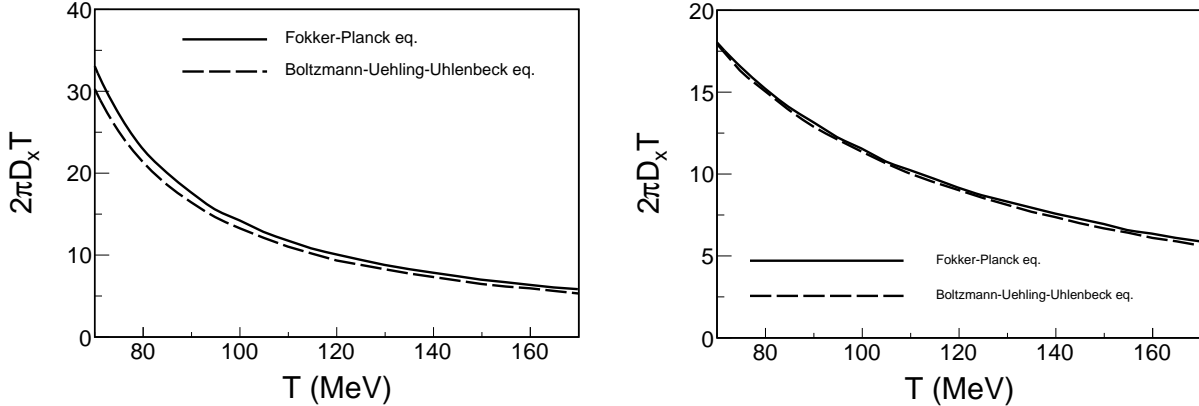 40
30
20
10
0
2πDₓT
Fokker-Planck eq.
Boltzmann-Uehling-Uhlenbeck eq.
80 100 120 140 160
T (MeV)
20
15
10
5
0
2πDₓT
Fokker-Planck eq.
Boltzmann-Uehling-Uhlenbeck eq.
80 100 120 140 160
T (MeV)